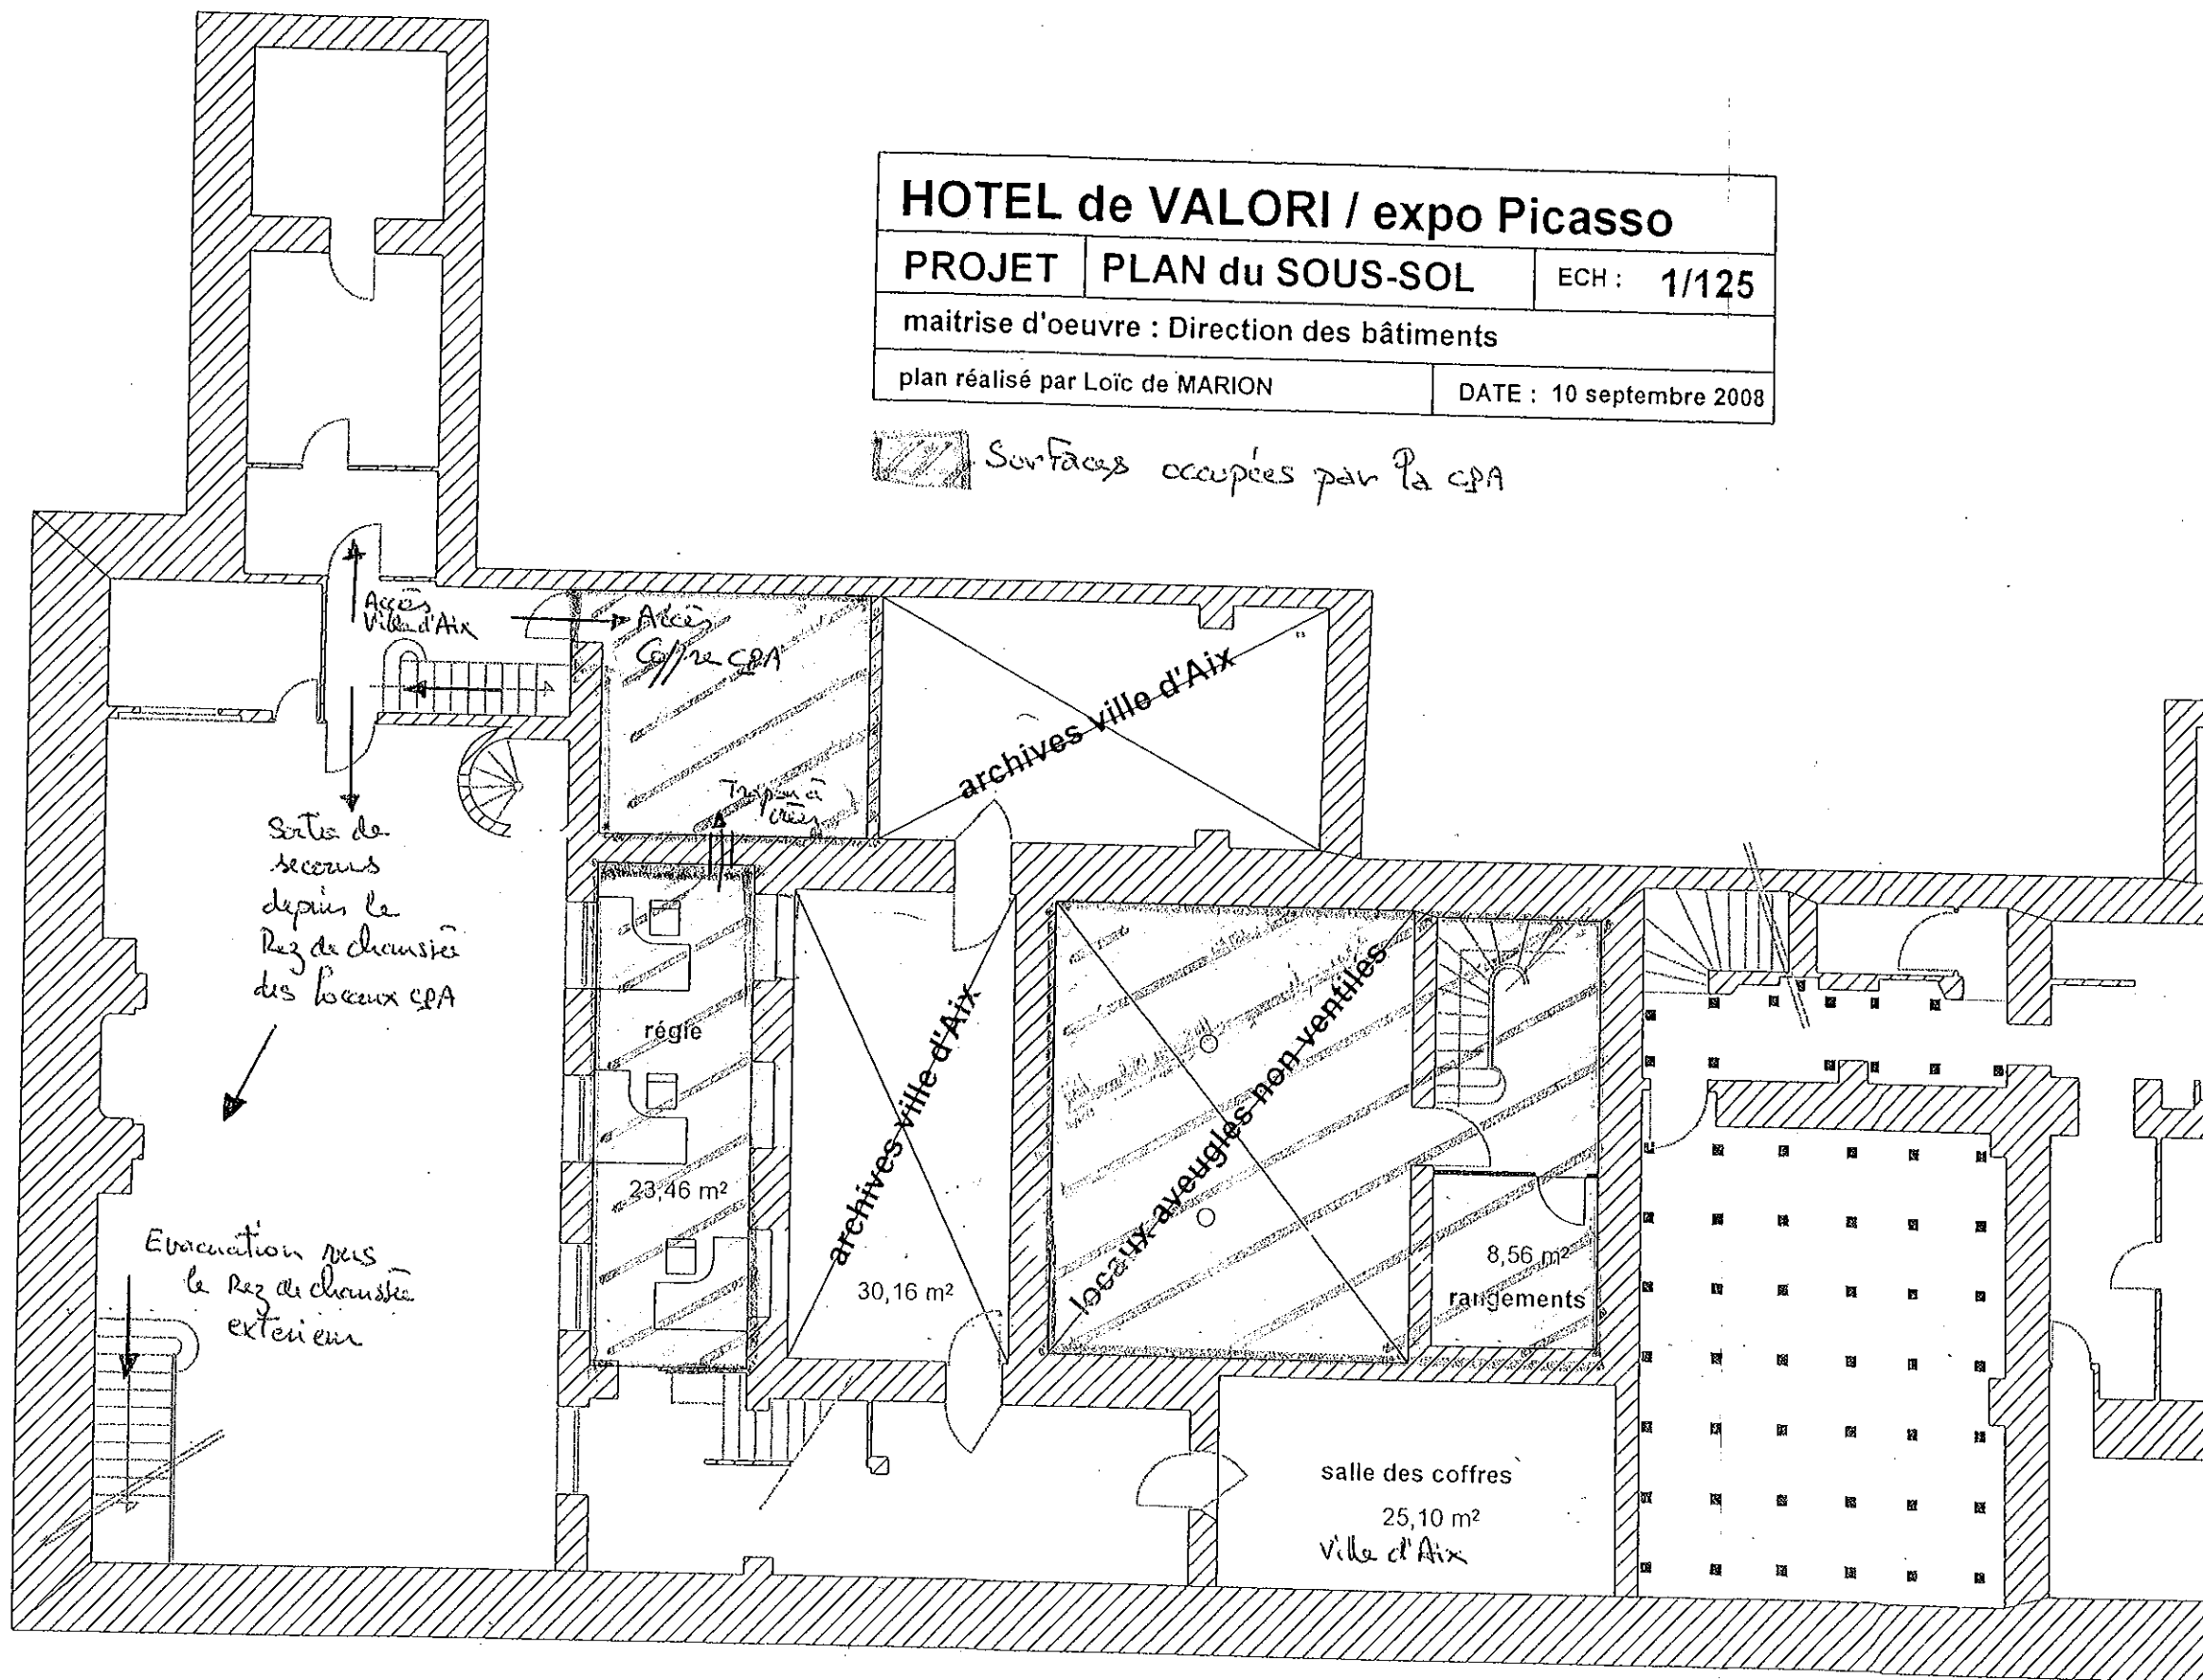 HOTEL de VALORI / expo Picasso
PROJET PLAN du SOUS-SOL ECH : 1/125
maitrise d'oeuvre : Direction des bâtiments
plan réalisé par Loïc de MARION DATE : 10 septembre 2008
Surfaces occupées par la CPA
Accès
Ville d'Aix
Accès
Coffre CPA
archives ville d'Aix
à
créer
Sortie de
secours
depuis le
Rez de chaussée
des locaux CPA
régie
23,46 m²
archives ville d'Aix
30,16 m²
locaux aveugles non ventilés
8,56 m²
rangements
Evacuation vers
le Rez de chaussée
exterieur
salle des coffres
25,10 m²
Ville d'Aix